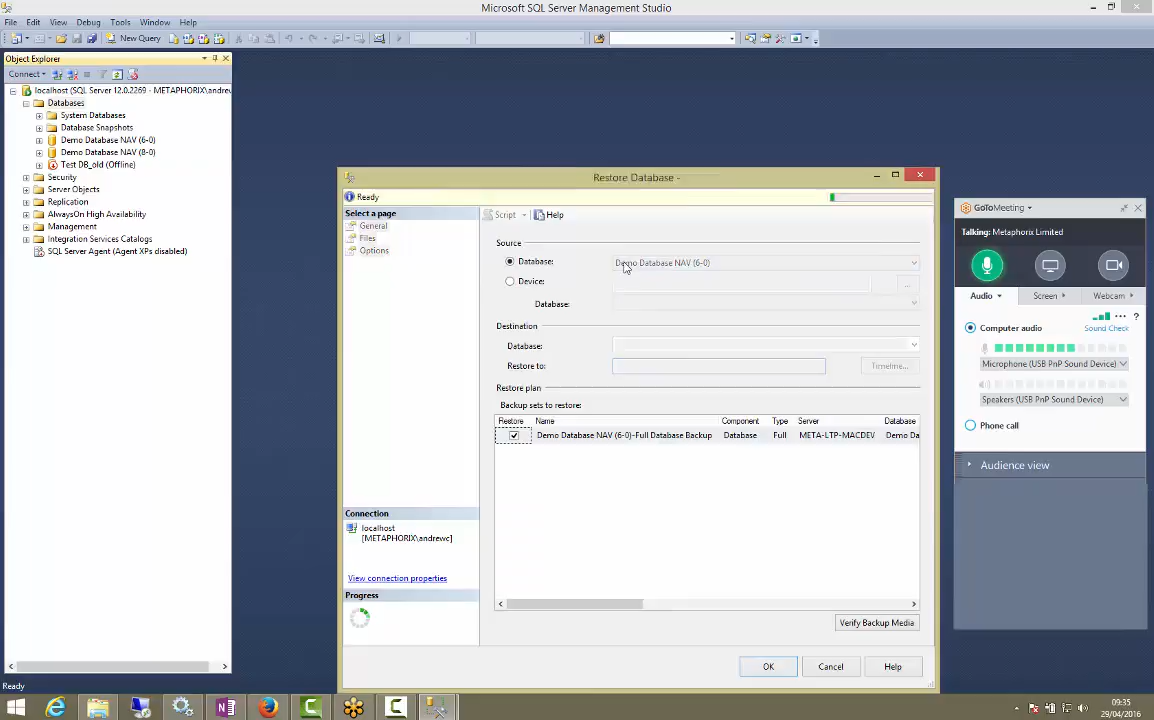 Microsoft SQL Server Management Studio
File Edit View Debug Tools Window Help
New Query
Object Explorer
Connect
localhost (SQL Server 12.0.2269 - METAPHORIX\andrew
Databases
System Databases
Database Snapshots
Demo Database NAV (6-0)
Demo Database NAV (8-0)
Test DB_old (Offline)
Security
Server Objects
Replication
AlwaysOn High Availability
Management
Integration Services Catalogs
SQL Server Agent (Agent XPs disabled)
Restore Database -
Ready
Select a page
General
Files
Options
Script
Help
Source
Database:
Demo Database NAV (6-0)
Device:
...
Database:
Destination
Database:
Restore to:
Timeline...
Restore plan
Backup sets to restore:
Restore Name Component Type Server Database
Demo Database NAV (6-0)-Full Database Backup Database Full META-LTP-MACDEV Demo Da
Connection
localhost
[METAPHORIX\andrewc]
View connection properties
Progress
Verify Backup Media
OK
Cancel
Help
GoToMeeting
Talking: Metaphorix Limited
Audio Screen Webcam
... ?
Computer audio
Sound Check
Microphone (USB PnP Sound Device)
Speakers (USB PnP Sound Device)
Phone call
Audience view
Ready
09:35
29/04/2016